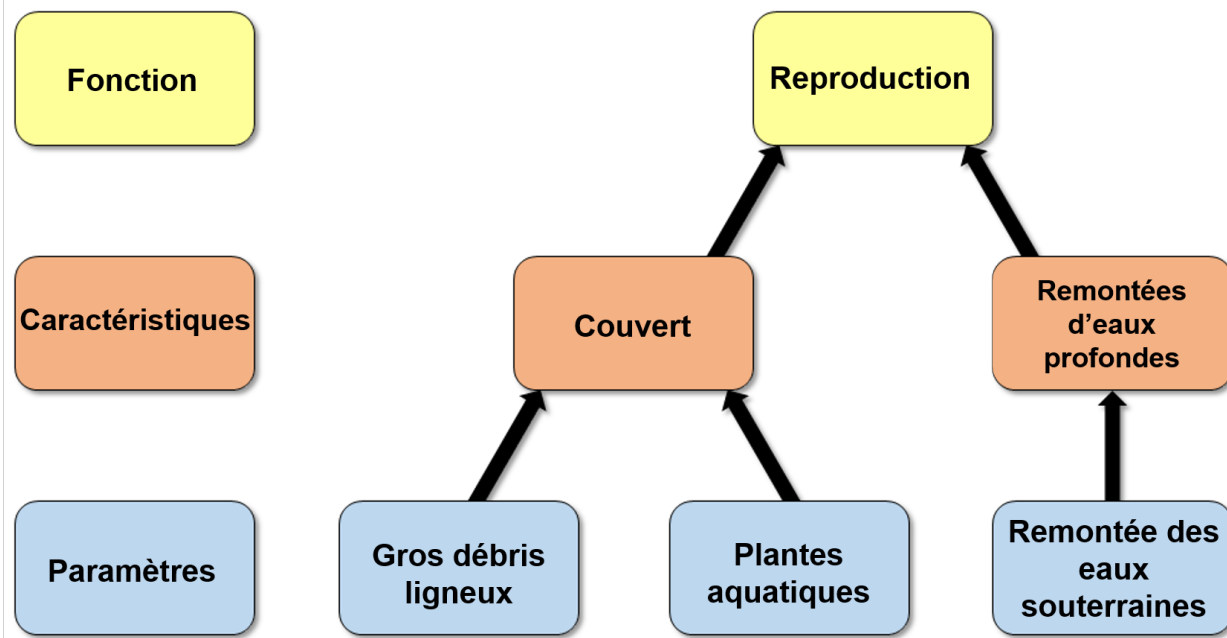 Fonction
Reproduction
Caractéristiques
Couvert
Remontées
d’eaux
profondes
Paramètres
Gros débris
ligneux
Plantes
aquatiques
Remontée des
eaux
souterraines